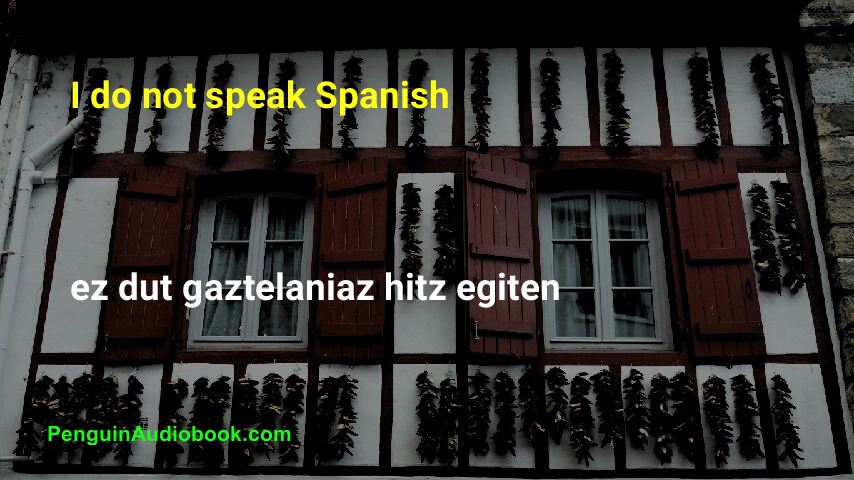 I do not speak Spanish
ez dut gaztelaniaz hitz egiten
PenguinAudiobook.com